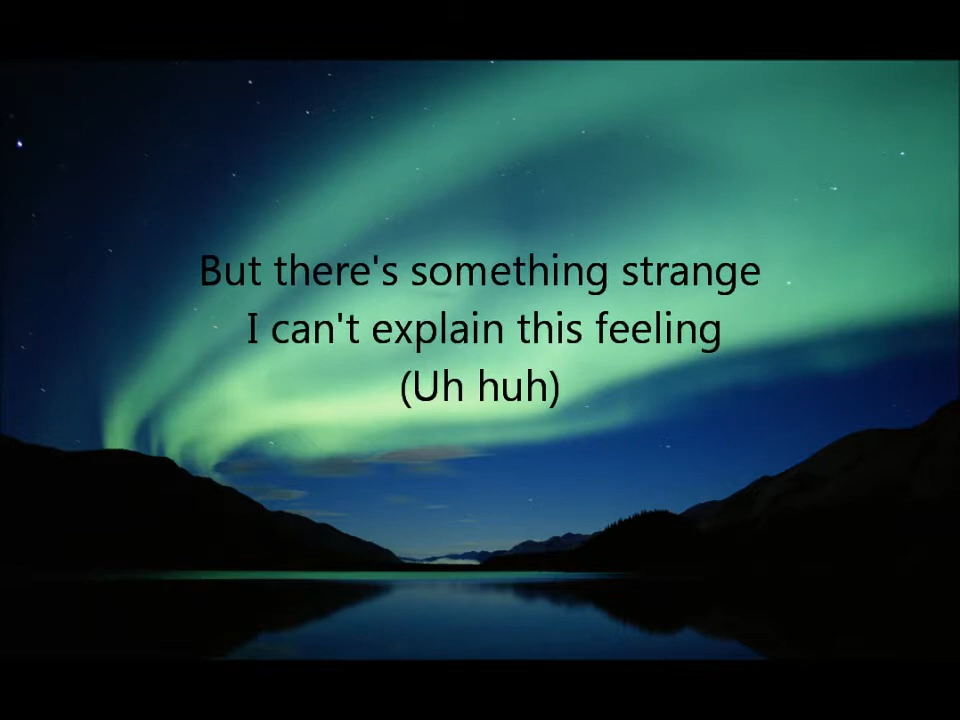 But there's something strange
I can't explain this feeling
(Uh huh)